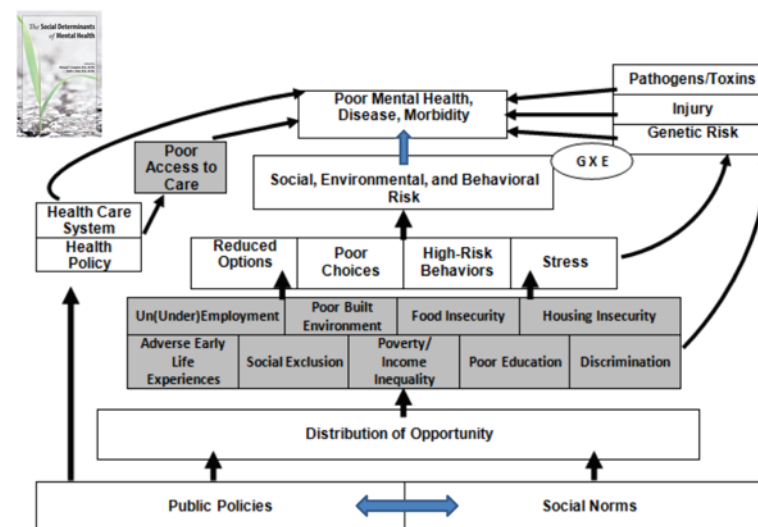 The Social Determinants
of Mental Health
Pathogens/Toxins
Injury
Genetic Risk
Poor Mental Health,
Disease, Morbidity
G X E
Poor
Access to
Care
Social, Environmental, and Behavioral
Risk
Health Care
System
Health
Policy
Reduced
Options
Poor
Choices
High-Risk
Behaviors
Stress
Un(Under)Employment
Poor Built
Environment
Food Insecurity
Housing Insecurity
Adverse Early
Life
Experiences
Social Exclusion
Poverty/
Income
Inequality
Poor Education
Discrimination
Distribution of Opportunity
Public Policies
Social Norms